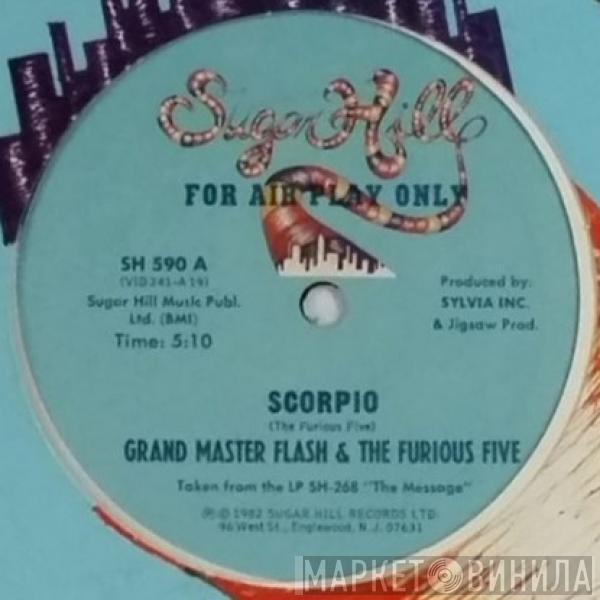 Sugar Hill
FOR AIR PLAY ONLY
SH 590 A
(VID 241-A 19)
Sugar Hill Music Publ.
Ltd. (BMI)
Time: 5:10
Produced by:
SYLVIA INC.
& Jigsaw Prod.
SCORPIO
(The Furious Five)
GRAND MASTER FLASH & THE FURIOUS FIVE
Taken from the LP SH-268 "The Message"
℗ © 1982 SUGAR HILL RECORDS LTD.
96 West St., Englewood, N.J. 07631
МАРКЕТ ВИНИЛА